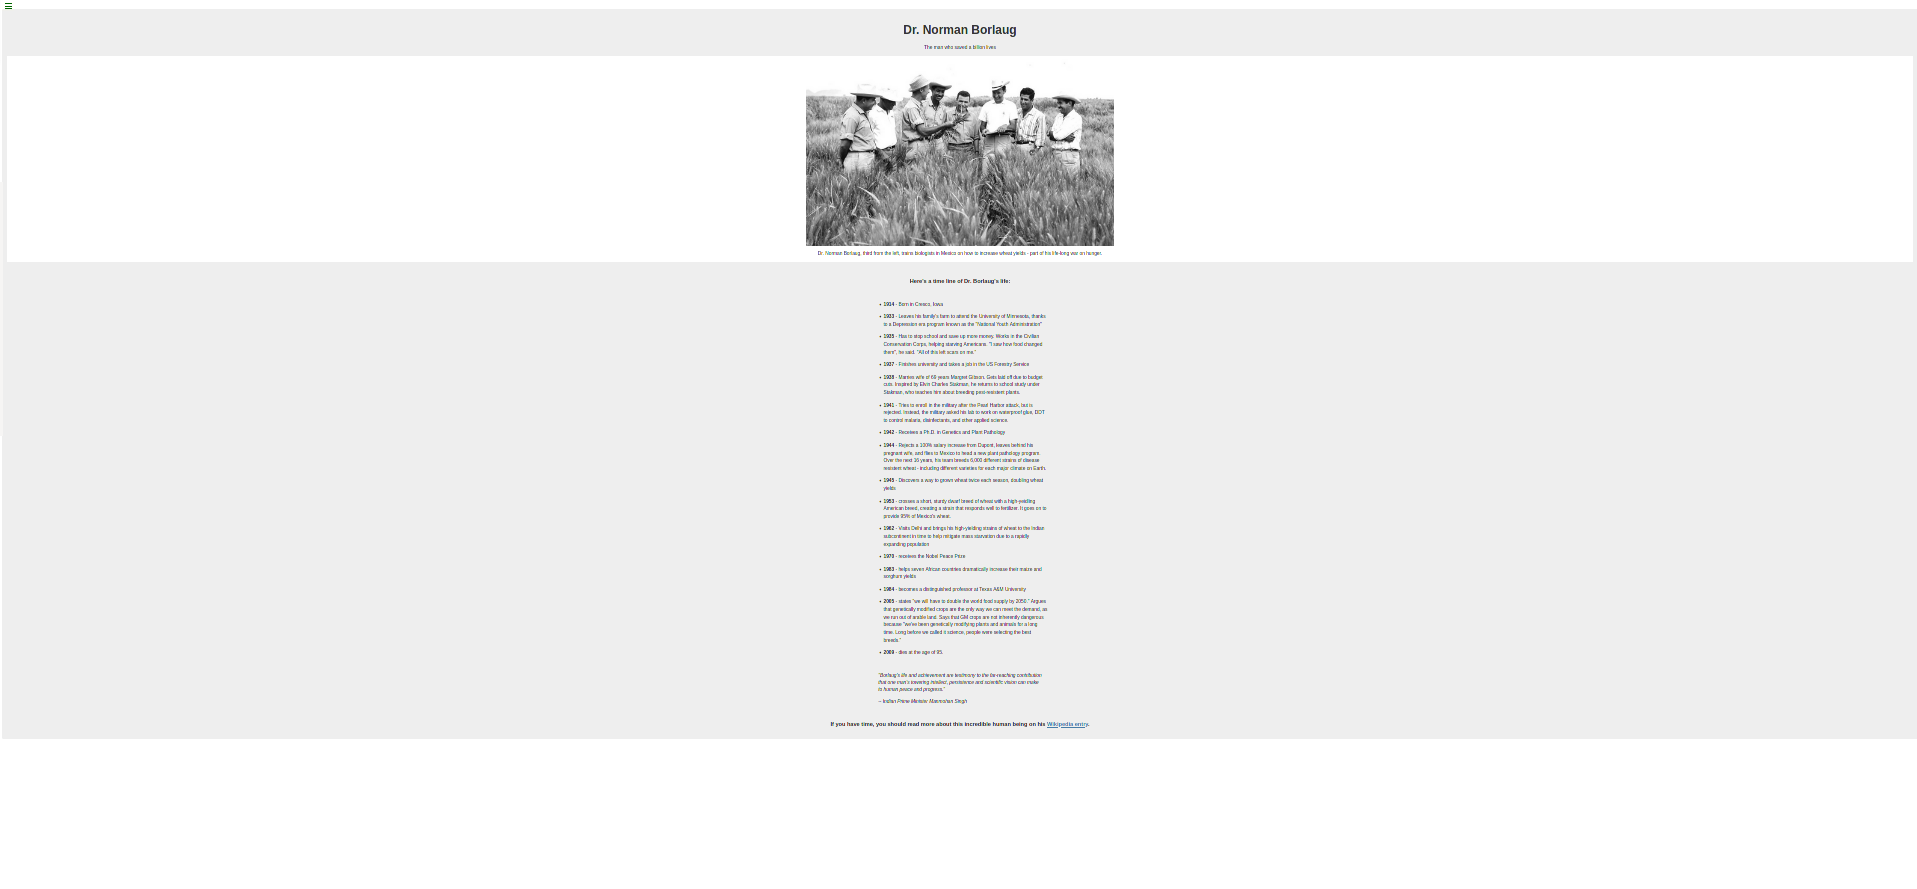 Dr. Norman Borlaug
The man who saved a billion lives
Dr. Norman Borlaug, third from the left, trains biologists in Mexico on how to increase wheat yields - part of his life-long war on hunger.
Here's a time line of Dr. Borlaug's life:
• 1914 - Born in Cresco, Iowa
• 1933 - Leaves his family's farm to attend the University of Minnesota, thanks
to a Depression era program known as the "National Youth Administration"
• 1935 - Has to stop school and save up more money. Works in the Civilian
Conservation Corps, helping starving Americans. "I saw how food changed
them", he said. "All of this left scars on me."
• 1937 - Finishes university and takes a job in the US Forestry Service
• 1938 - Marries wife of 69 years Margret Gibson. Gets laid off due to budget
cuts. Inspired by Elvin Charles Stakman, he returns to school study under
Stakman, who teaches him about breeding pest-resistent plants.
• 1941 - Tries to enroll in the military after the Pearl Harbor attack, but is
rejected. Instead, the military asked his lab to work on waterproof glue, DDT
to control malaria, disinfectants, and other applied science.
• 1942 - Receives a Ph.D. in Genetics and Plant Pathology
• 1944 - Rejects a 100% salary increase from Dupont, leaves behind his
pregnant wife, and flies to Mexico to head a new plant pathology program.
Over the next 16 years, his team breeds 6,000 different strains of disease
resistent wheat - including different varieties for each major climate on Earth.
• 1945 - Discovers a way to grown wheat twice each season, doubling wheat
yields
• 1953 - crosses a short, sturdy dwarf breed of wheat with a high-yeidling
American breed, creating a strain that responds well to fertilizer. It goes on to
provide 95% of Mexico's wheat.
• 1962 - Visits Delhi and brings his high-yielding strains of wheat to the Indian
subcontinent in time to help mitigate mass starvation due to a rapidly
expanding population
• 1970 - receives the Nobel Peace Prize
• 1983 - helps seven African countries dramatically increase their maize and
sorghum yields
• 1984 - becomes a distinguished professor at Texas A&M University
• 2005 - states "we will have to double the world food supply by 2050." Argues
that genetically modified crops are the only way we can meet the demand, as
we run out of arable land. Says that GM crops are not inherently dangerous
because "we've been genetically modifying plants and animals for a long
time. Long before we called it science, people were selecting the best
breeds."
• 2009 - dies at the age of 95.
"Borlaug's life and achievement are testimony to the far-reaching contribution
that one man's towering intellect, persistence and scientific vision can make
to human peace and progress."
-- Indian Prime Minister Manmohan Singh
If you have time, you should read more about this incredible human being on his Wikipedia entry.